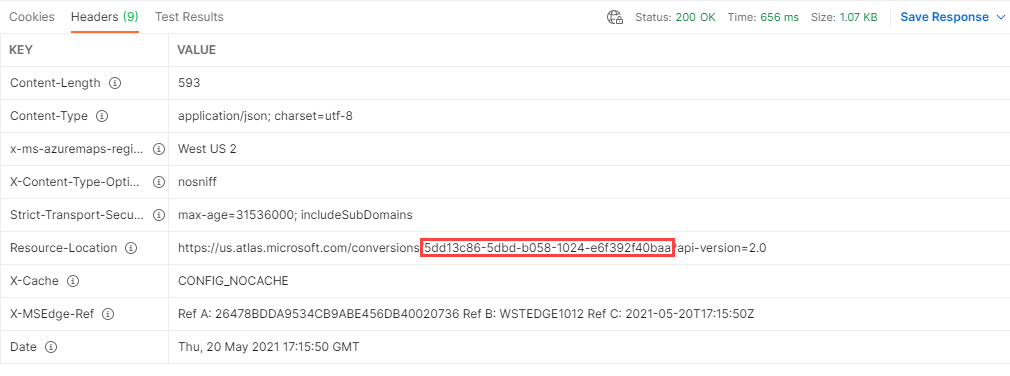 Cookies Headers (9) Test Results Status: 200 OK Time: 656 ms Size: 1.07 KB Save Response
KEY VALUE
Content-Length 593
Content-Type application/json; charset=utf-8
x-ms-azuremaps-regi... West US 2
X-Content-Type-Opti... nosniff
Strict-Transport-Secu... max-age=31536000; includeSubDomains
Resource-Location https://us.atlas.microsoft.com/conversions/5dd13c86-5dbd-b058-1024-e6f392f40baa?api-version=2.0
X-Cache CONFIG_NOCACHE
X-MSEdge-Ref Ref A: 26478BDDA9534CB9ABE456DB40020736 Ref B: WSTEDGE1012 Ref C: 2021-05-20T17:15:50Z
Date Thu, 20 May 2021 17:15:50 GMT